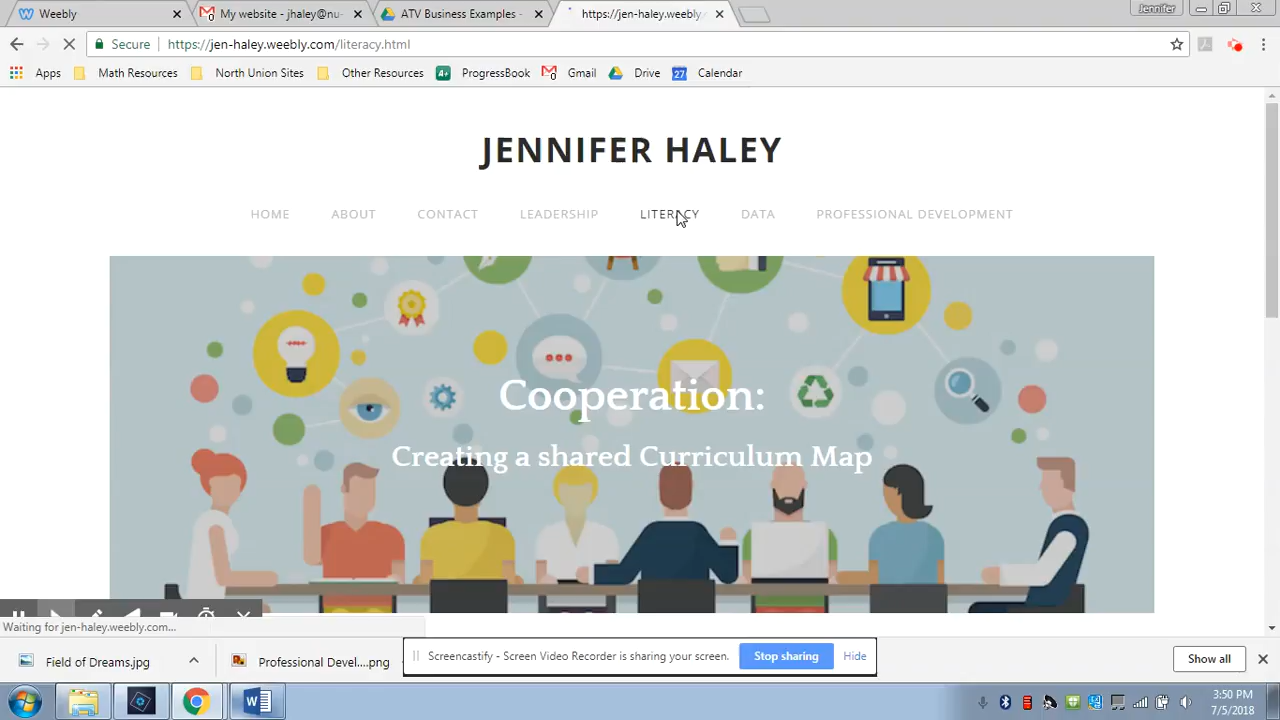 Weebly
My website - jhaley@nu-
ATV Business Examples -
https://jen-haley.weebly.
Jennifer
Secure
https://jen-haley.weebly.com/literacy.html
Apps
Math Resources
North Union Sites
Other Resources
ProgressBook
Gmail
Drive
27
Calendar
JENNIFER HALEY
HOME
ABOUT
CONTACT
LEADERSHIP
LITERACY
DATA
PROFESSIONAL DEVELOPMENT
Cooperation:
Creating a shared Curriculum Map
Waiting for jen-haley.weebly.com...
Field of Dreams.jpg
Professional Devel....png
Screencastify - Screen Video Recorder is sharing your screen.
Stop sharing
Hide
Show all
3:50 PM
7/5/2018